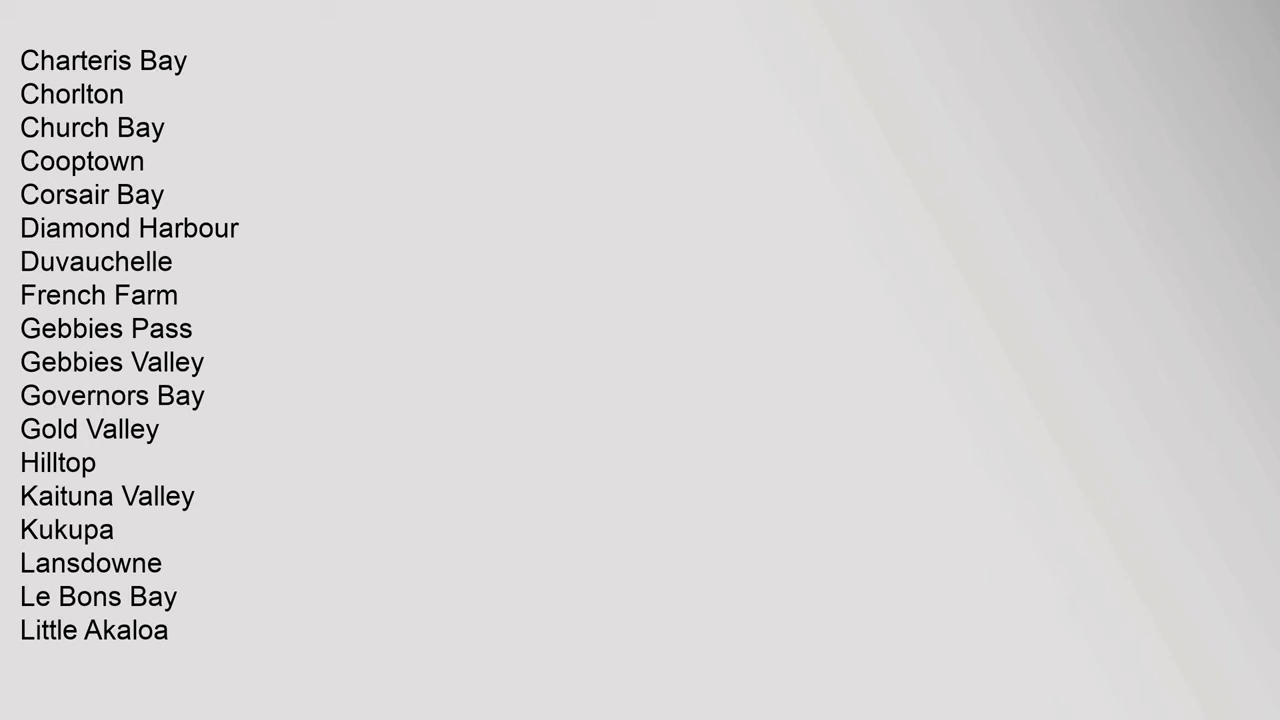 Charteris Bay
Chorlton
Church Bay
Cooptown
Corsair Bay
Diamond Harbour
Duvauchelle
French Farm
Gebbies Pass
Gebbies Valley
Governors Bay
Gold Valley
Hilltop
Kaituna Valley
Kukupa
Lansdowne
Le Bons Bay
Little Akaloa